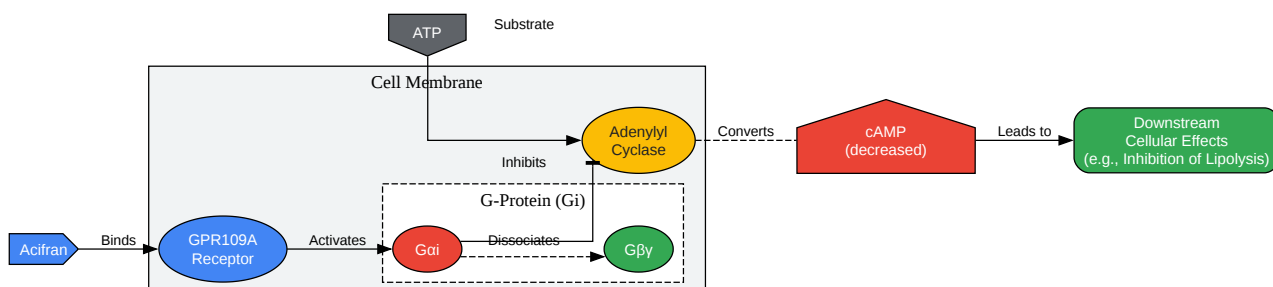 ATP
Substrate
Cell Membrane
Adenylyl
Cyclase
Converts
cAMP
(decreased)
Leads to
Downstream
Cellular Effects
(e.g., Inhibition of Lipolysis)
Inhibits
G-Protein (Gi)
Acifran
Binds
GPR109A
Receptor
Activates
Gαi
Dissociates
Gβγ